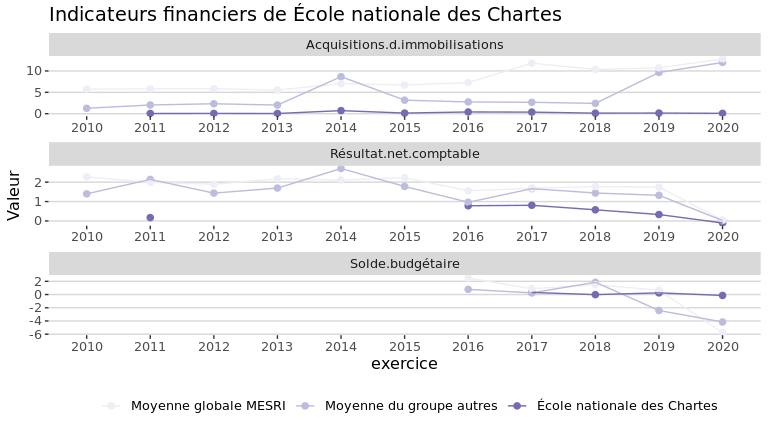 Indicateurs financiers de École nationale des Chartes
Acquisitions.d.immobilisations
10
5
0
2010 2011 2012 2013 2014 2015 2016 2017 2018 2019 2020
Résultat.net.comptable
2
1
0
2010 2011 2012 2013 2014 2015 2016 2017 2018 2019 2020
Valeur
Solde.budgétaire
2
0
-2
-4
-6
2010 2011 2012 2013 2014 2015 2016 2017 2018 2019 2020
exercice
Moyenne globale MESRI Moyenne du groupe autres École nationale des Chartes